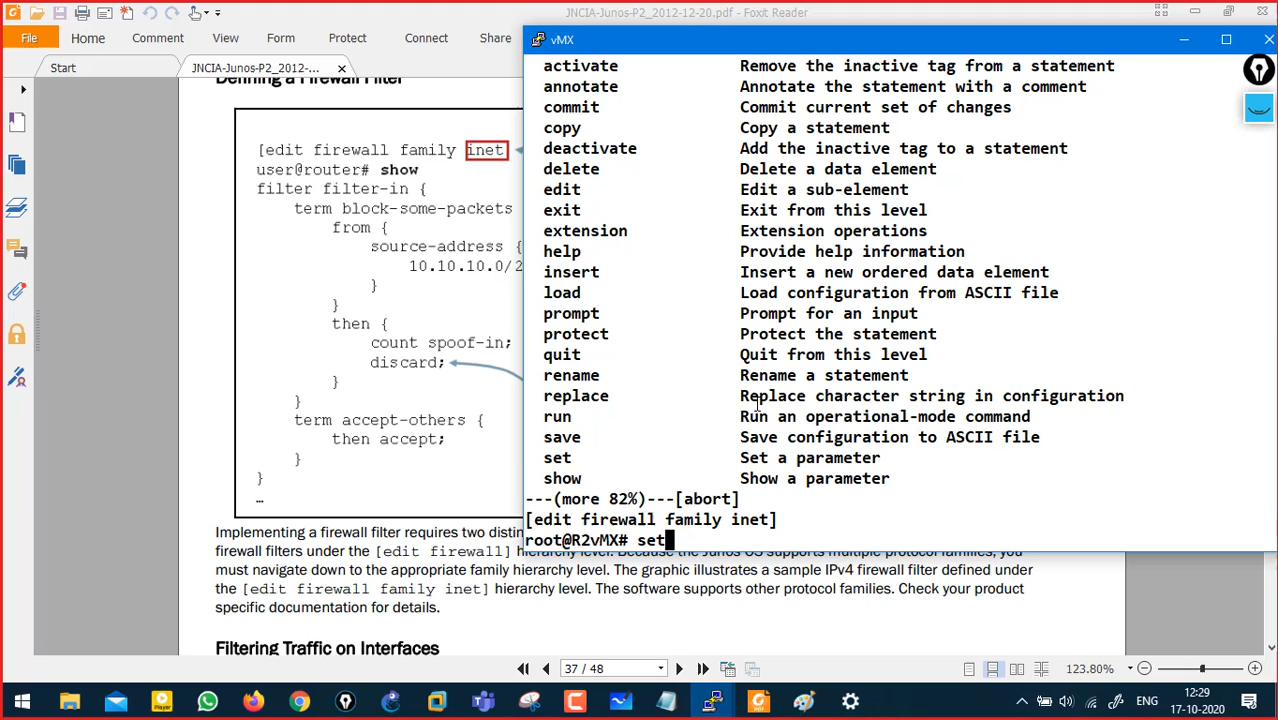 JNCIA-Junos-P2_2012-12-20.pdf - Foxit Reader
File Home Comment View Form Protect Connect Share
Start JNCIA-Junos-P2_2012-...
Defining a Firewall Filter
[edit firewall family inet
user@router# show
filter filter-in {
term block-some-packets
from {
source-address {
10.10.10.0/2
}
}
then {
count spoof-in;
discard;
}
}
term accept-others {
then accept;
}
}
…
vMX
activate Remove the inactive tag from a statement
annotate Annotate the statement with a comment
commit Commit current set of changes
copy Copy a statement
deactivate Add the inactive tag to a statement
delete Delete a data element
edit Edit a sub-element
exit Exit from this level
extension Extension operations
help Provide help information
insert Insert a new ordered data element
load Load configuration from ASCII file
prompt Prompt for an input
protect Protect the statement
quit Quit from this level
rename Rename a statement
replace Replace character string in configuration
run Run an operational-mode command
save Save configuration to ASCII file
set Set a parameter
show Show a parameter
---(more 82%)---[abort]
[edit firewall family inet]
root@R2vMX# set
Implementing a firewall filter requires two distin
firewall filters under the [edit firewall] hierarchy level. Because the Junos OS supports multiple protocol families, you
must navigate down to the appropriate family hierarchy level. The graphic illustrates a sample IPv4 firewall filter defined under
the [edit firewall family inet] hierarchy level. The software supports other protocol families. Check your product
specific documentation for details.
Filtering Traffic on Interfaces
37 / 48 123.80%
ENG 12:29
17-10-2020